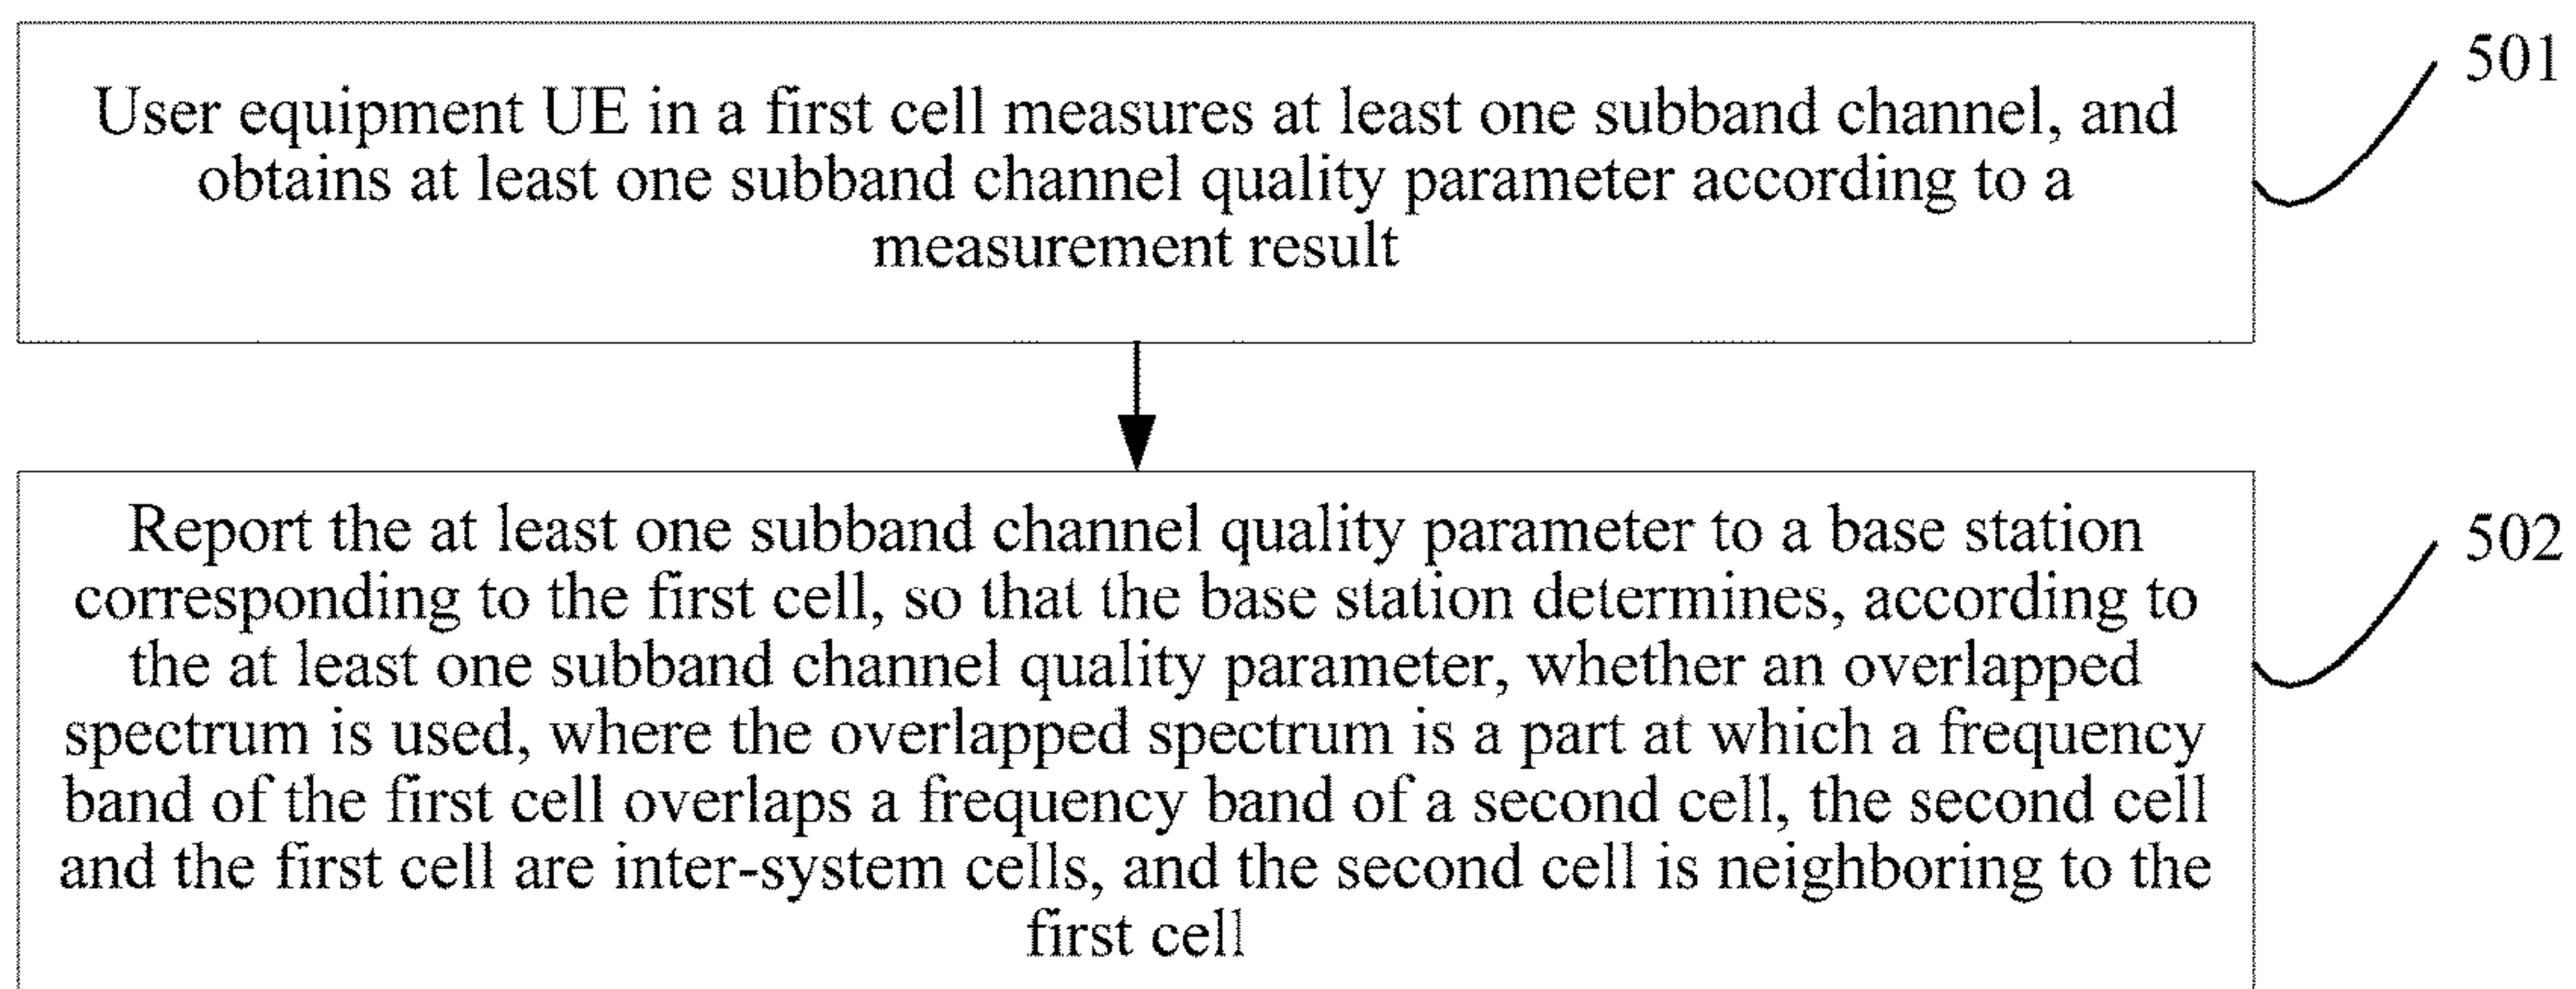 User equipment UE in a first cell measures at least one subband channel, and
obtains at least one subband channel quality parameter according to a
measurement result
501
Report the at least one subband channel quality parameter to a base station
corresponding to the first cell, so that the base station determines, according to
the at least one subband channel quality parameter, whether an overlapped
spectrum is used, where the overlapped spectrum is a part at which a frequency
band of the first cell overlaps a frequency band of a second cell, the second cell
and the first cell are inter-system cells, and the second cell is neighboring to the
first cell
502